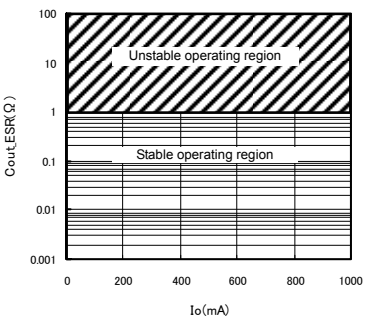 100
10
1
0.1
0.01
0.001
Cout_ESR(Ω)
Unstable operating region
Stable operating region
0 200 400 600 800 1000
Io(mA)